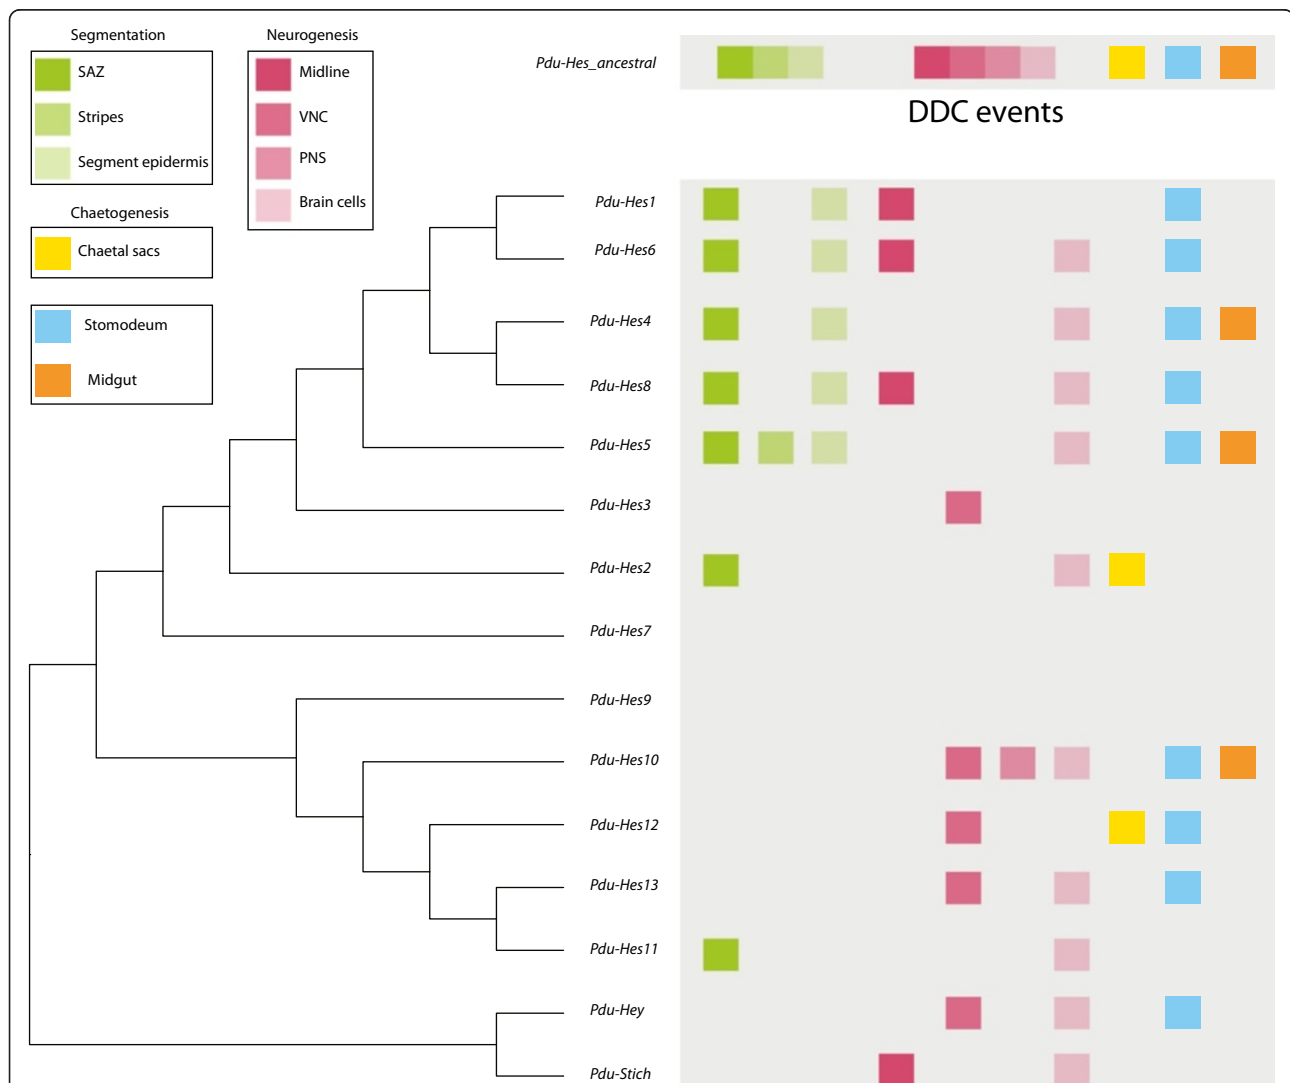 Segmentation
SAZ
Stripes
Segment epidermis
Neurogenesis
Midline
VNC
PNS
Brain cells
Chaetogenesis
Chaetal sacs
Stomodeum
Midgut
Pdu-Hes_ancestral
DDC events
Pdu-Hes1
Pdu-Hes6
Pdu-Hes4
Pdu-Hes8
Pdu-Hes5
Pdu-Hes3
Pdu-Hes2
Pdu-Hes7
Pdu-Hes9
Pdu-Hes10
Pdu-Hes12
Pdu-Hes13
Pdu-Hes11
Pdu-Hey
Pdu-Stich